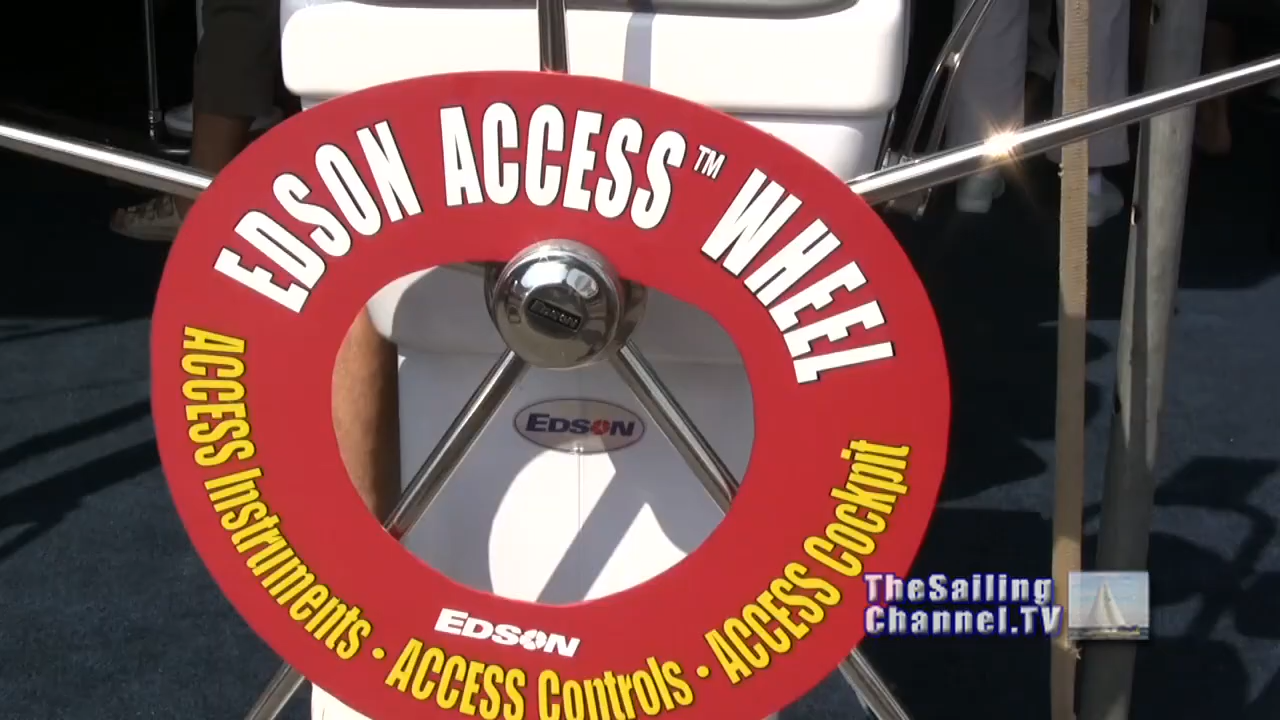 EDSON ACCESS™ WHEEL
EDSON
ACCESS Instruments · ACCESS Controls · ACCESS Cockpit
EDSON
EDSON
TheSailing
Channel.TV